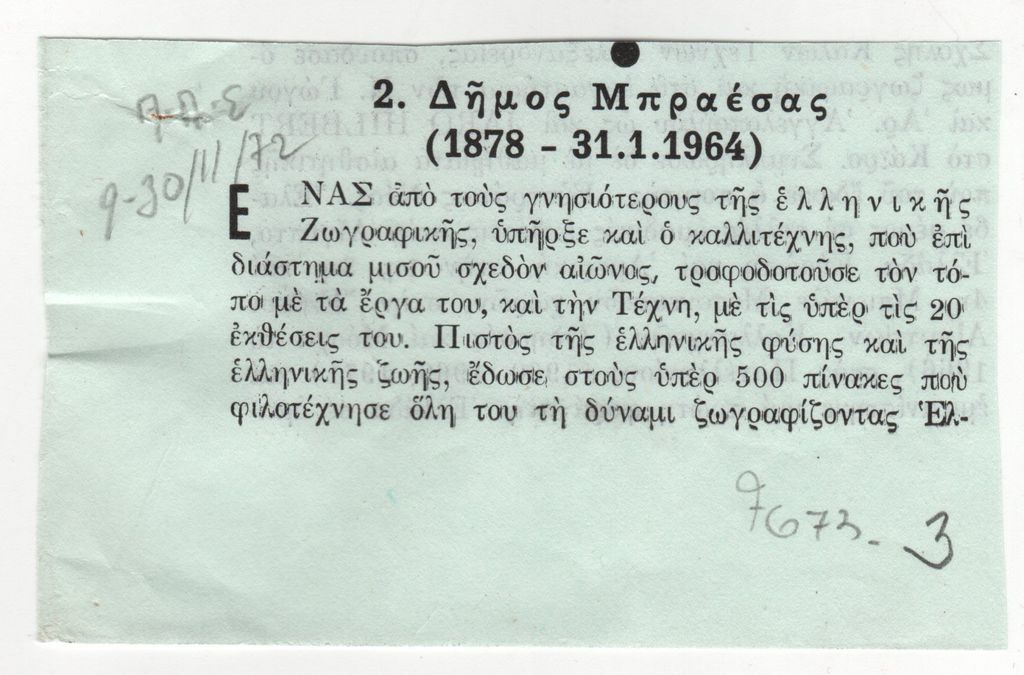 2. Δῆμος Μπραέσας
(1878 - 31.1.1964)
9-30/11/72
ΕΝΑΣ ἀπὸ τοὺς γνησιότερους τῆς ἑλληνικῆς
Ζωγραφικῆς, ὑπῆρξε καὶ ὁ καλλιτέχνης, ποὺ ἐπὶ
διάστημα μισοῦ σχεδὸν αἰῶνος, τροφοδοτοῦσε τὸν τό-
πο μὲ τὰ ἔργα του, καὶ τὴν Τέχνη, μὲ τὶς ὑπὲρ τὶς 20
ἐκθέσεις του. Πιστὸς τῆς ἑλληνικῆς φύσης καὶ τῆς
ἑλληνικῆς ζωῆς, ἔδωσε στοὺς ὑπὲρ 500 πίνακες ποὺ
φιλοτέχνησε ὅλη του τὴ δύναμι ζωγραφίζοντας Ἑλ-
7673-3